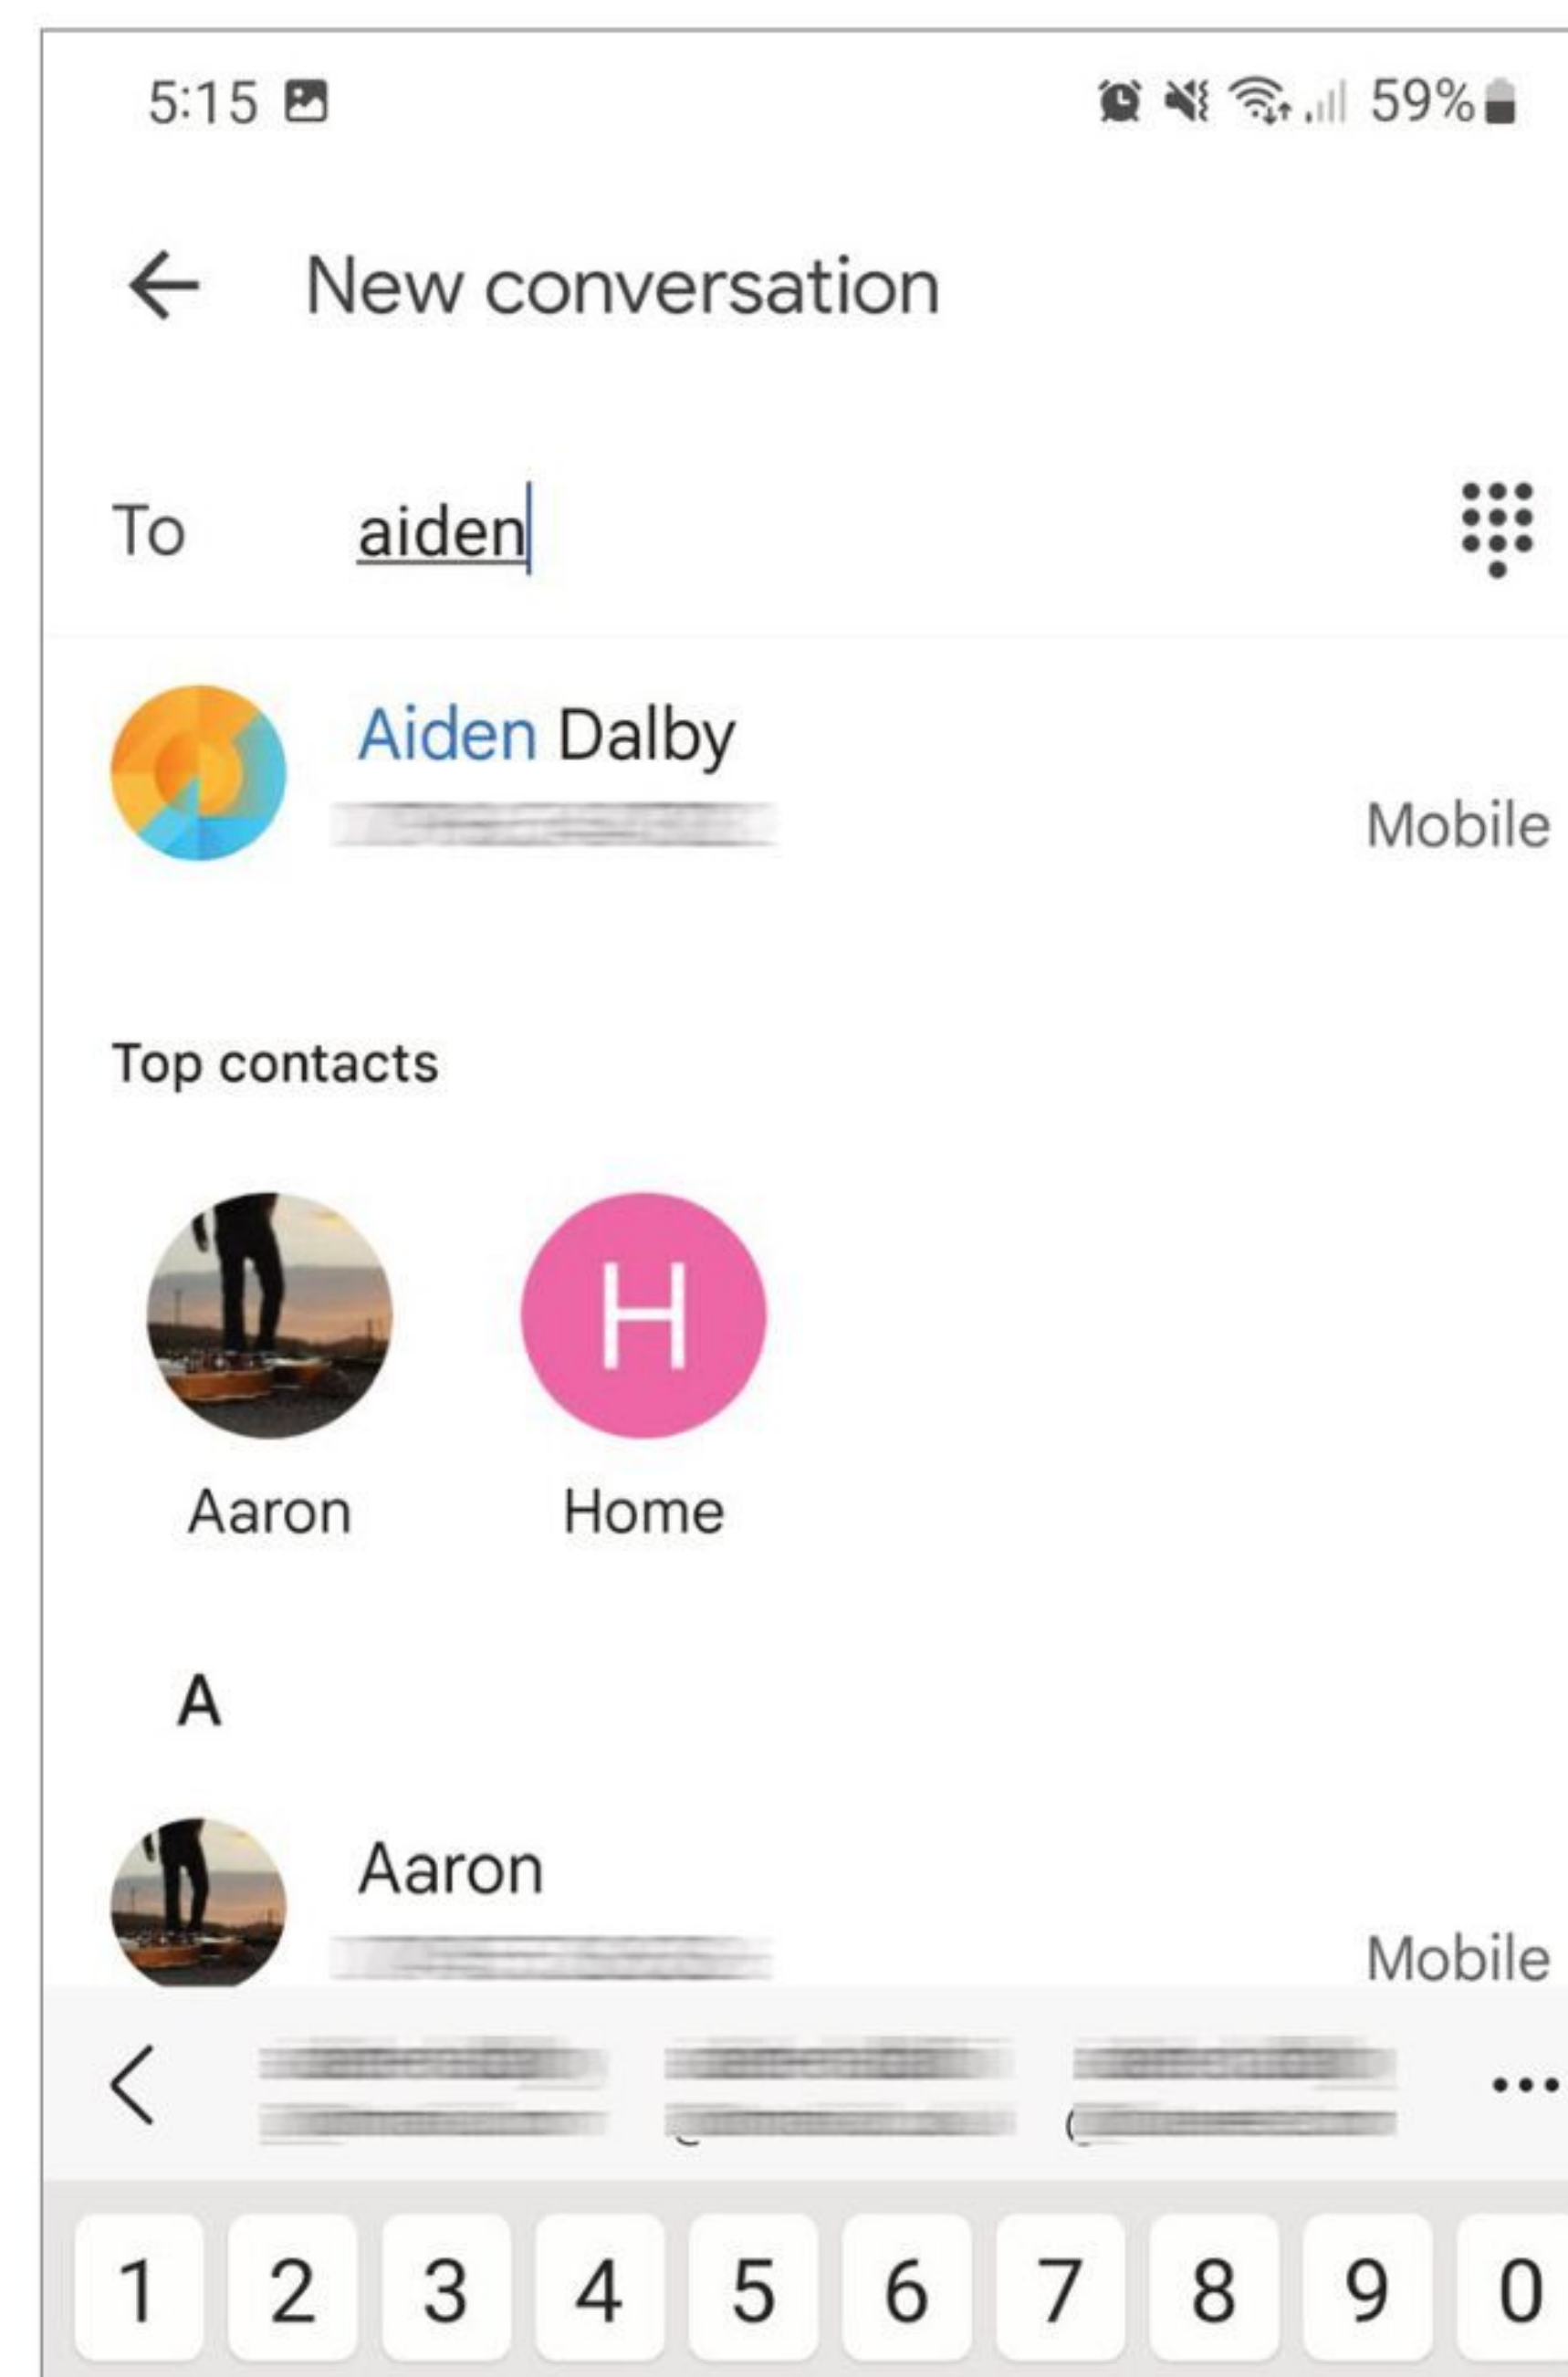 5:15 59%
New conversation
To aiden
Aiden Dalby
Mobile
Top contacts
H
Aaron Home
A
Aaron
Mobile
1 2 3 4 5 6 7 8 9 0